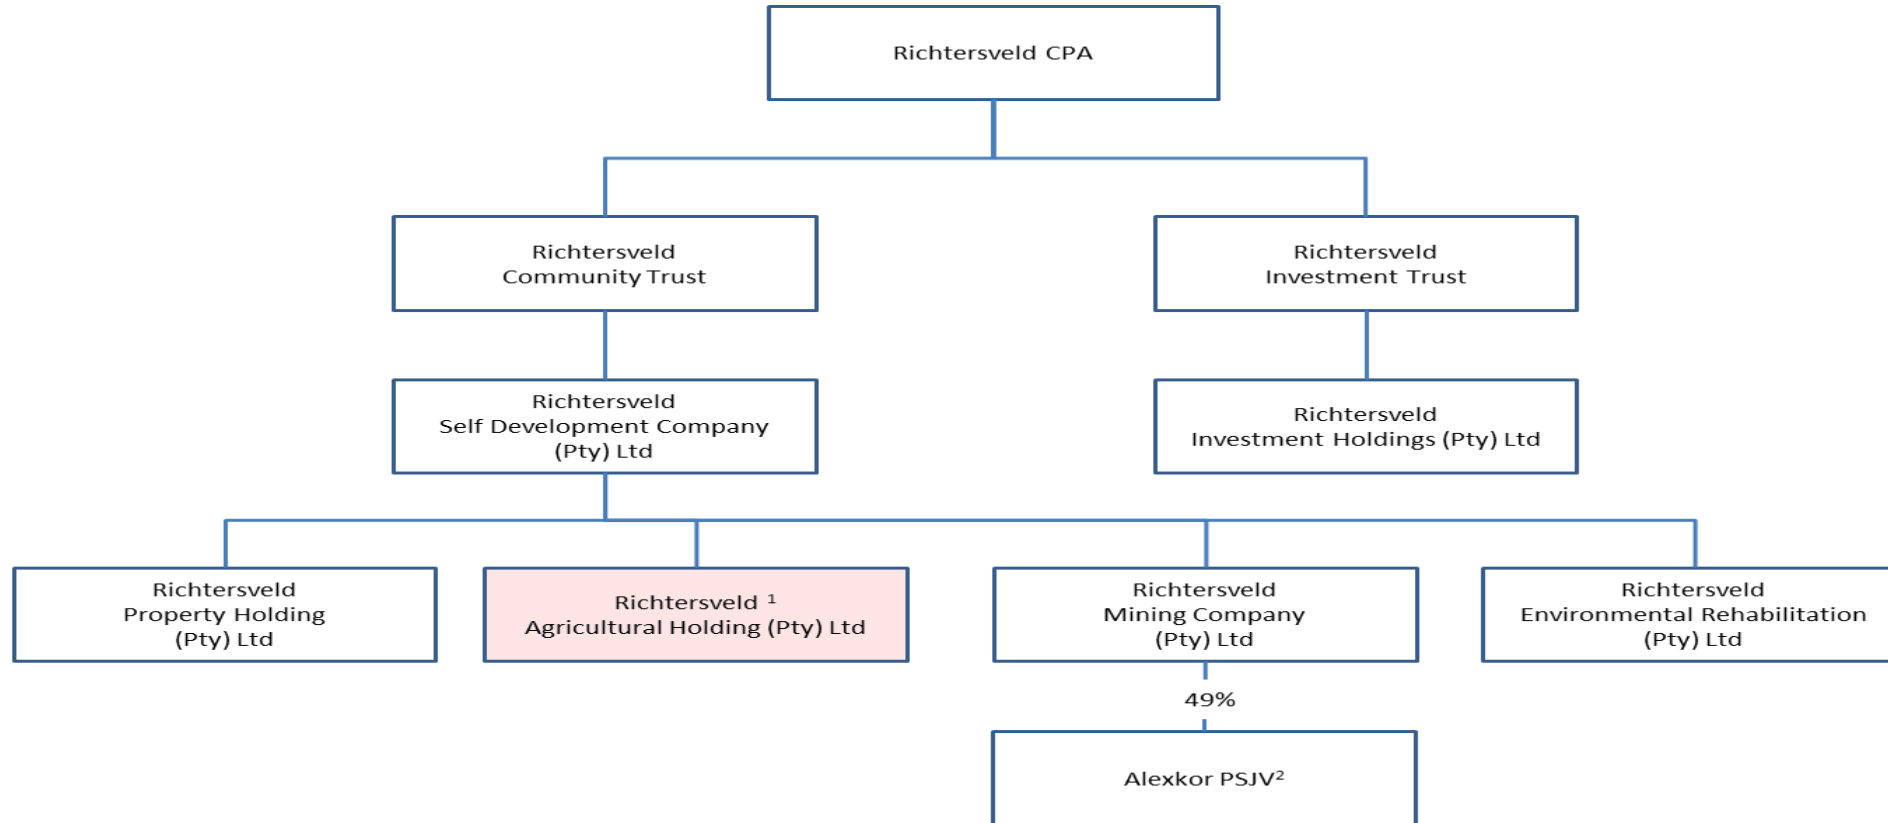 Richtersveld CPA
Richtersveld
Community Trust
Richtersveld
Investment Trust
Richtersveld
Self Development Company
(Pty) Ltd
Richtersveld
Investment Holdings (Pty) Ltd
Richtersveld
Property Holding
(Pty) Ltd
Richtersveld ¹
Agricultural Holding (Pty) Ltd
Richtersveld
Mining Company
(Pty) Ltd
Richtersveld
Environmental Rehabilitation
(Pty) Ltd
49%
Alexkor PSJV²